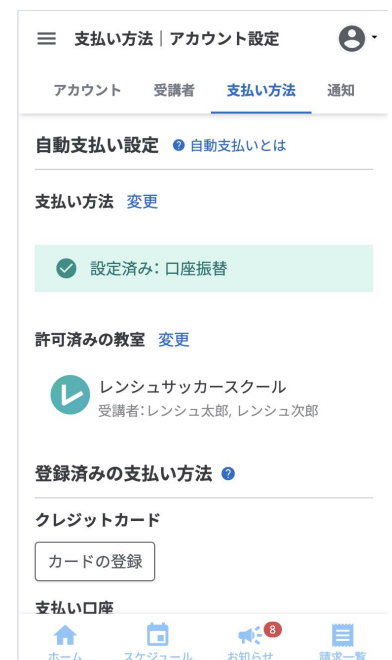 支払い方法｜アカウント設定
アカウント 受講者 支払い方法 通知
自動支払い設定 ? 自動支払いとは
支払い方法 変更
設定済み：口座振替
許可済みの教室 変更
レンシュサッカースクール
受講者：レンシュ太郎, レンシュ次郎
登録済みの支払い方法 ?
クレジットカード
カードの登録
支払い口座
8
ホーム スケジュール お知らせ 請求一覧